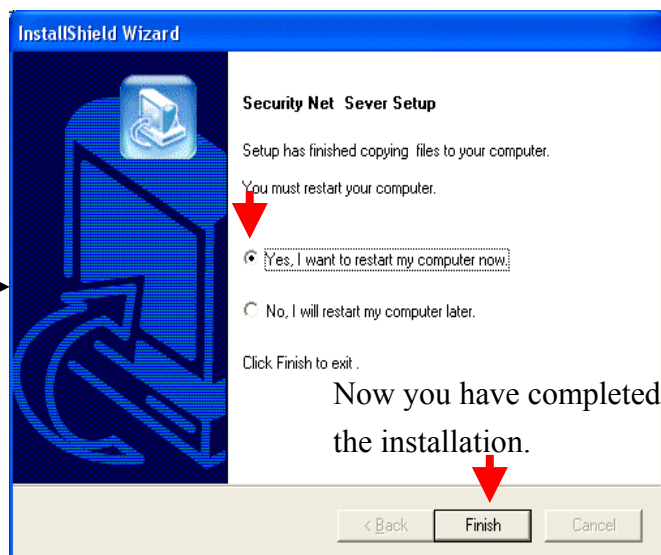 InstallShield Wizard
Security Net Sever Setup
Setup has finished copying files to your computer.
You must restart your computer.
Yes, I want to restart my computer now.
No, I will restart my computer later.
Click Finish to exit .
Now you have completed
the installation.
< Back Finish Cancel